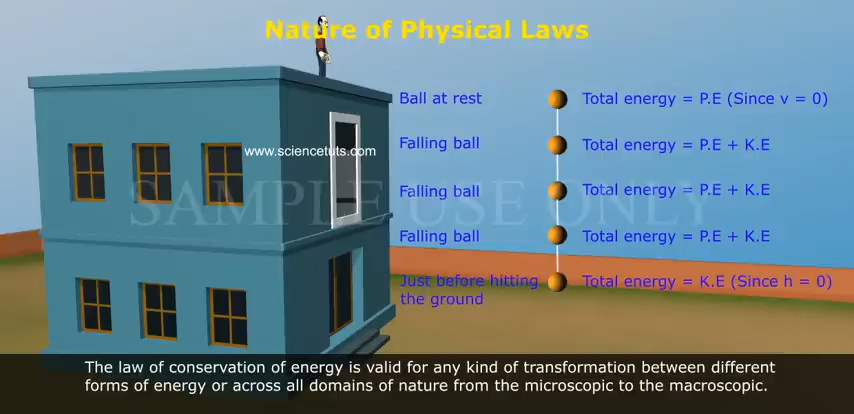 Nature of Physical Laws
Ball at rest
Total energy = P.E (Since v = 0)
Falling ball
Total energy = P.E + K.E
www.sciencetuts.com
Falling ball
Total energy = P.E + K.E
SAMPLE USE ONLY
Falling ball
Total energy = P.E + K.E
Just before hitting
the ground
Total energy = K.E (Since h = 0)
The law of conservation of energy is valid for any kind of transformation between different
forms of energy or across all domains of nature from the microscopic to the macroscopic.